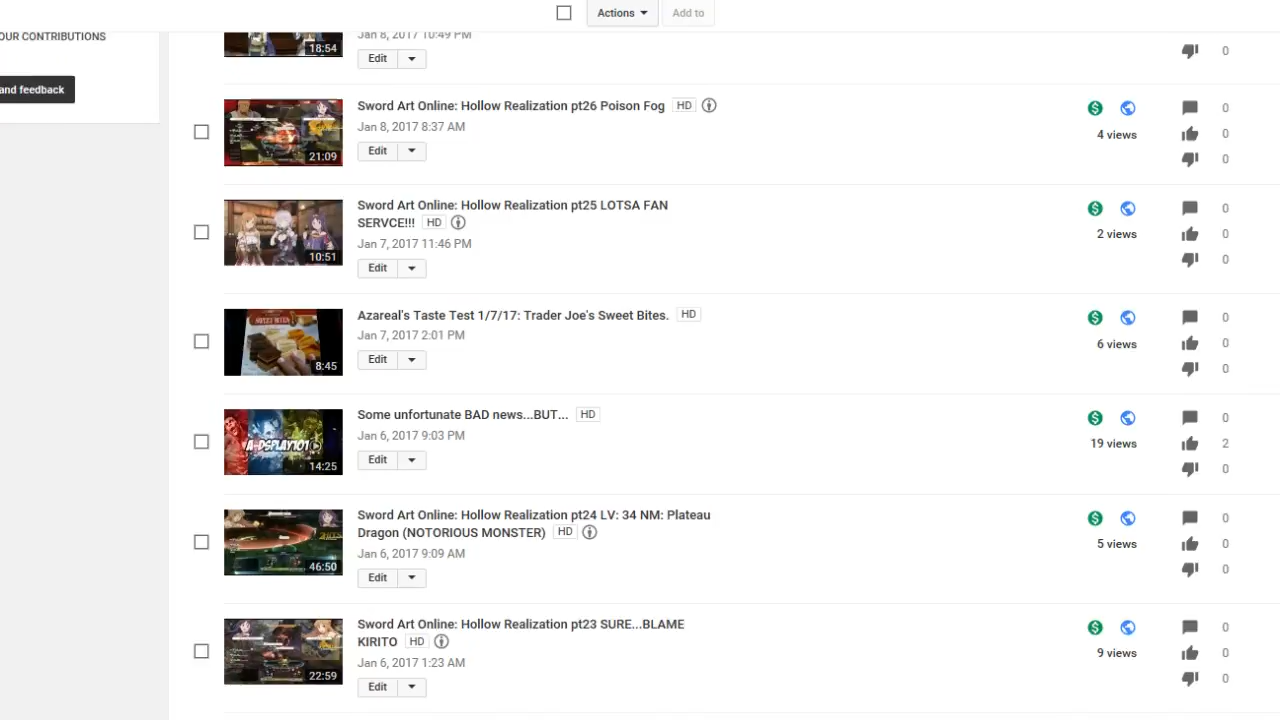 Actions
Add to
OUR CONTRIBUTIONS
and feedback
18:54
Jan 8, 2017 10:49 PM
Edit
0
21:09
Sword Art Online: Hollow Realization pt26 Poison Fog HD
Jan 8, 2017 8:37 AM
Edit
4 views
0
0
0
10:51
Sword Art Online: Hollow Realization pt25 LOTSA FAN
SERVCE!!! HD
Jan 7, 2017 11:46 PM
Edit
2 views
0
0
0
SWEET BITES
8:45
Azareal's Taste Test 1/7/17: Trader Joe's Sweet Bites. HD
Jan 7, 2017 2:01 PM
Edit
6 views
0
0
0
A-DSPLAY101
14:25
Some unfortunate BAD news...BUT... HD
Jan 6, 2017 9:03 PM
Edit
19 views
0
2
0
46:50
Sword Art Online: Hollow Realization pt24 LV: 34 NM: Plateau
Dragon (NOTORIOUS MONSTER) HD
Jan 6, 2017 9:09 AM
Edit
5 views
0
0
0
22:59
Sword Art Online: Hollow Realization pt23 SURE...BLAME
KIRITO HD
Jan 6, 2017 1:23 AM
Edit
9 views
0
0
0